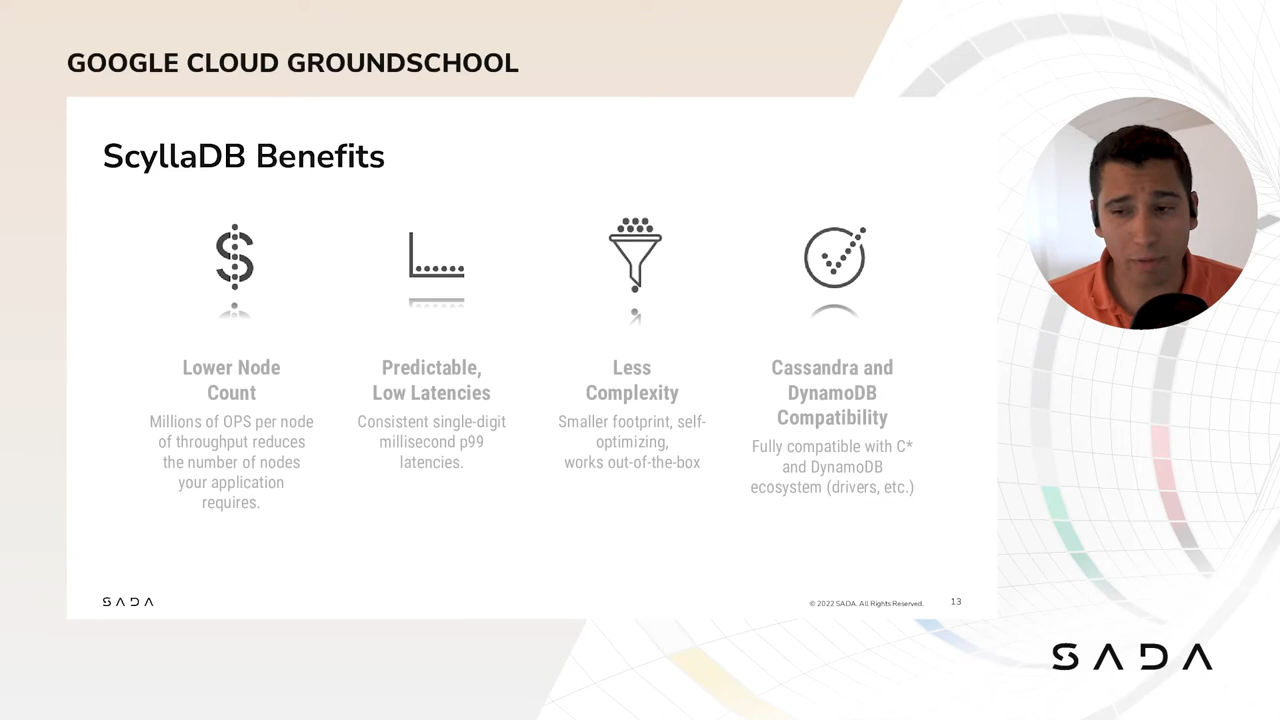 GOOGLE CLOUD GROUNDSCHOOL
ScyllaDB Benefits
Lower Node
Count
Millions of OPS per node
of throughput reduces
the number of nodes
your application
requires.
Predictable,
Low Latencies
Consistent single-digit
millisecond p99
latencies.
Less
Complexity
Smaller footprint, self-
optimizing,
works out-of-the-box
Cassandra and
DynamoDB
Compatibility
Fully compatible with C*
and DynamoDB
ecosystem (drivers, etc.)
SADA
© 2022 SADA. All Rights Reserved.
13
SADA